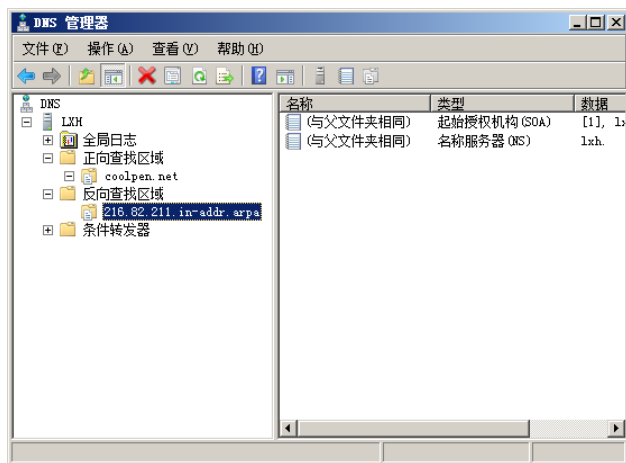 DNS 管理器
文件(F) 操作(A) 查看(V) 帮助(H)
DNS
LXH
全局日志
正向查找区域
coolpen.net
反向查找区域
216.82.211.in-addr.arpa
条件转发器
名称 类型 数据
(与父文件夹相同) 起始授权机构(SOA) [1], lx
(与父文件夹相同) 名称服务器(NS) lxh.